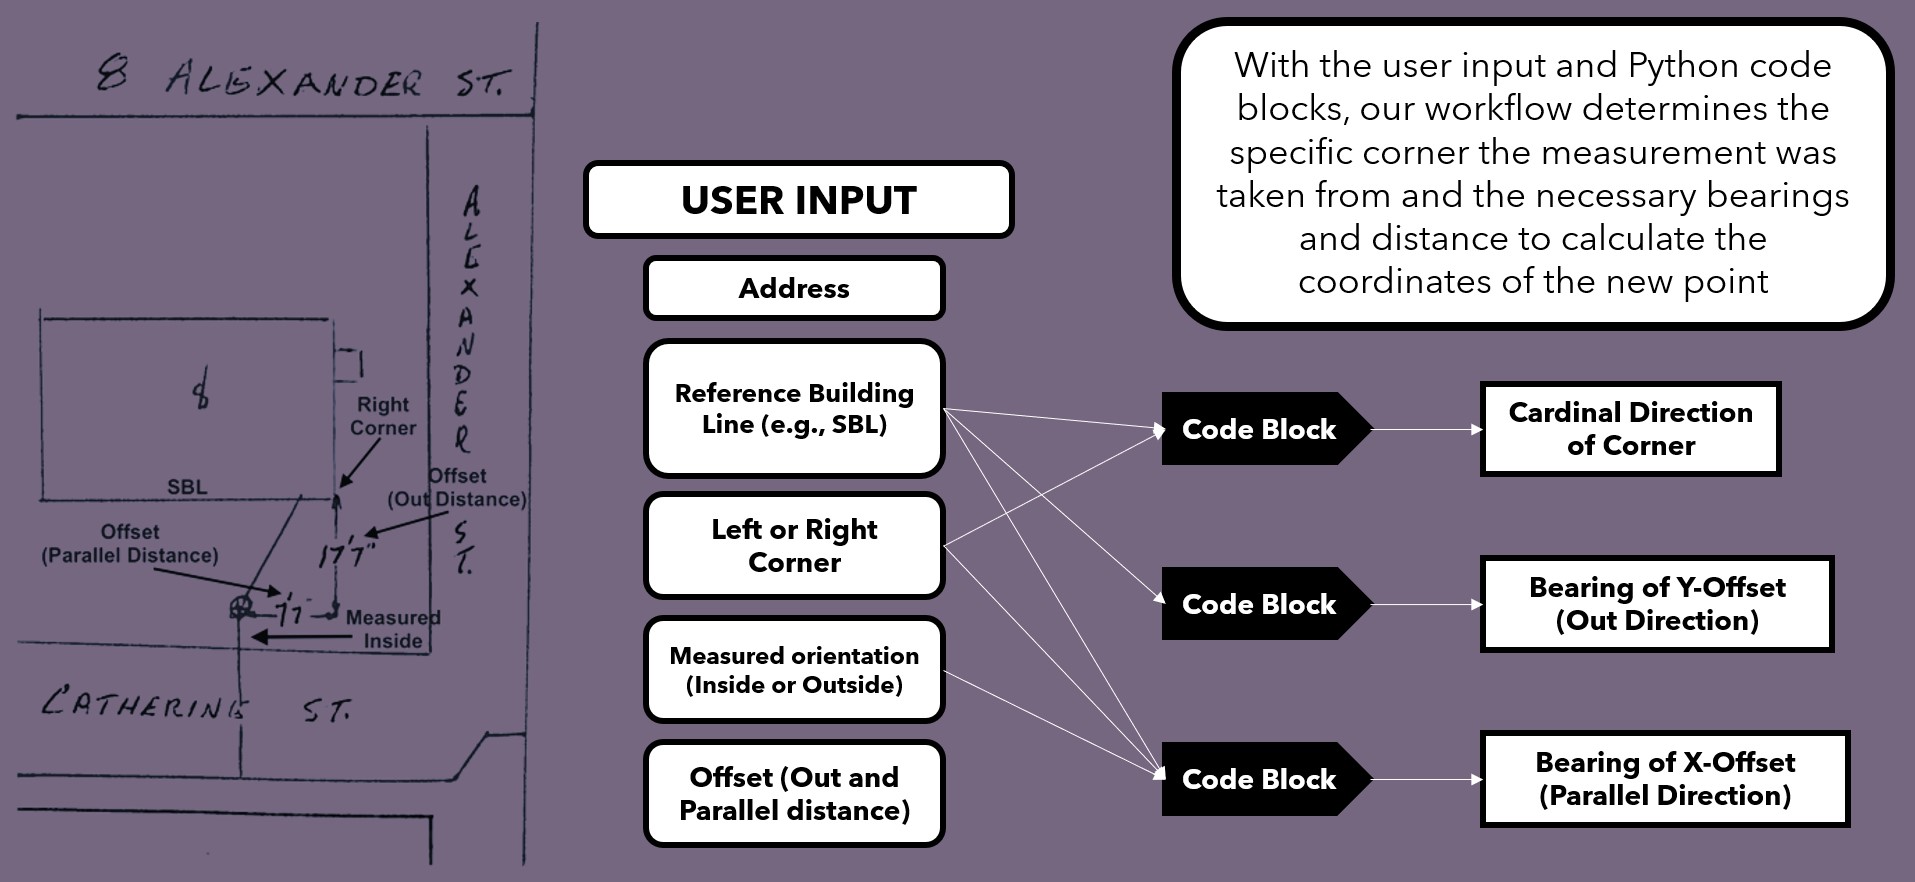 8 ALEXANDER ST.
ALEXANDER ST.
8
Right
Corner
SBL
Offset
(Out Distance)
Offset
(Parallel Distance)
17'7"
7'7
Measured
Inside
CATHERINE ST.
USER INPUT
Address
Reference Building
Line (e.g., SBL)
Left or Right
Corner
Measured orientation
(Inside or Outside)
Offset (Out and
Parallel distance)
With the user input and Python code
blocks, our workflow determines the
specific corner the measurement was
taken from and the necessary bearings
and distance to calculate the
coordinates of the new point
Code Block
Cardinal Direction
of Corner
Code Block
Bearing of Y-Offset
(Out Direction)
Code Block
Bearing of X-Offset
(Parallel Direction)